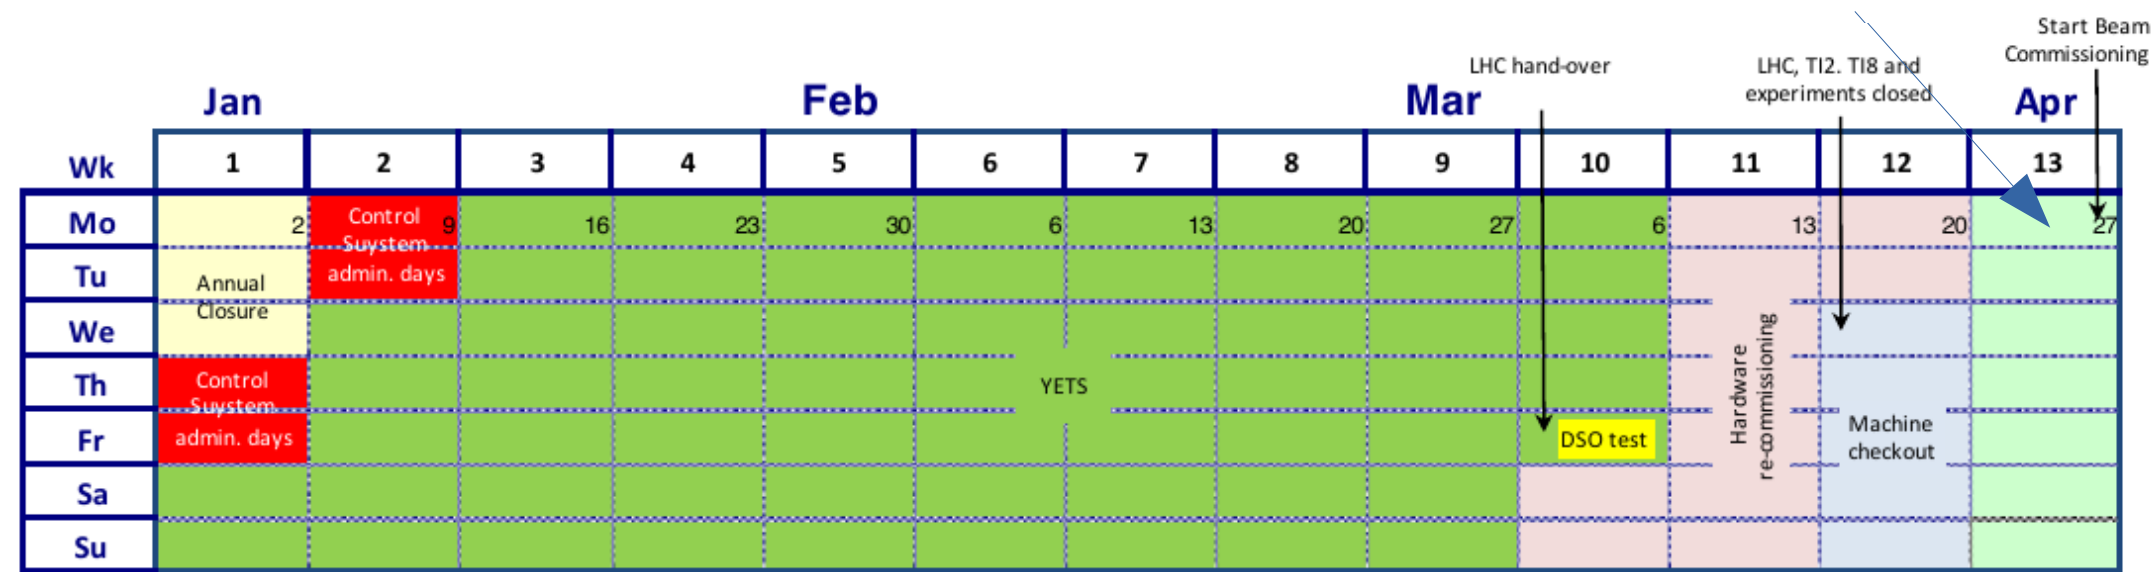 Start Beam
Commissioning
LHC hand-over
LHC, TI2. TI8 and
experiments closed
Jan Feb Mar Apr
Wk 1 2 3 4 5 6 7 8 9 10 11 12 13
Mo 2 9 16 23 30 6 13 20 27 6 13 20 27
Tu
We
Th
Fr
Sa
Su
Annual
Closure
Control
Suystem
admin. days
Control
Suystem
admin. days
YETS
DSO test
Hardware
re-commissioning
Machine
checkout